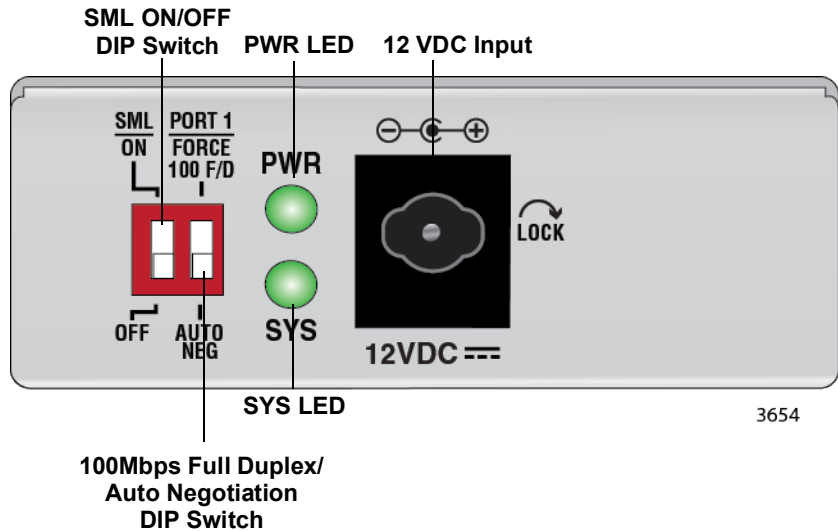 SML ON/OFF
DIP Switch
PWR LED
12 VDC Input
SML
ON
PORT 1
FORCE
100 F/D
PWR
LOCK
OFF
AUTO
NEG
SYS
12VDC
SYS LED
3654
100Mbps Full Duplex/
Auto Negotiation
DIP Switch